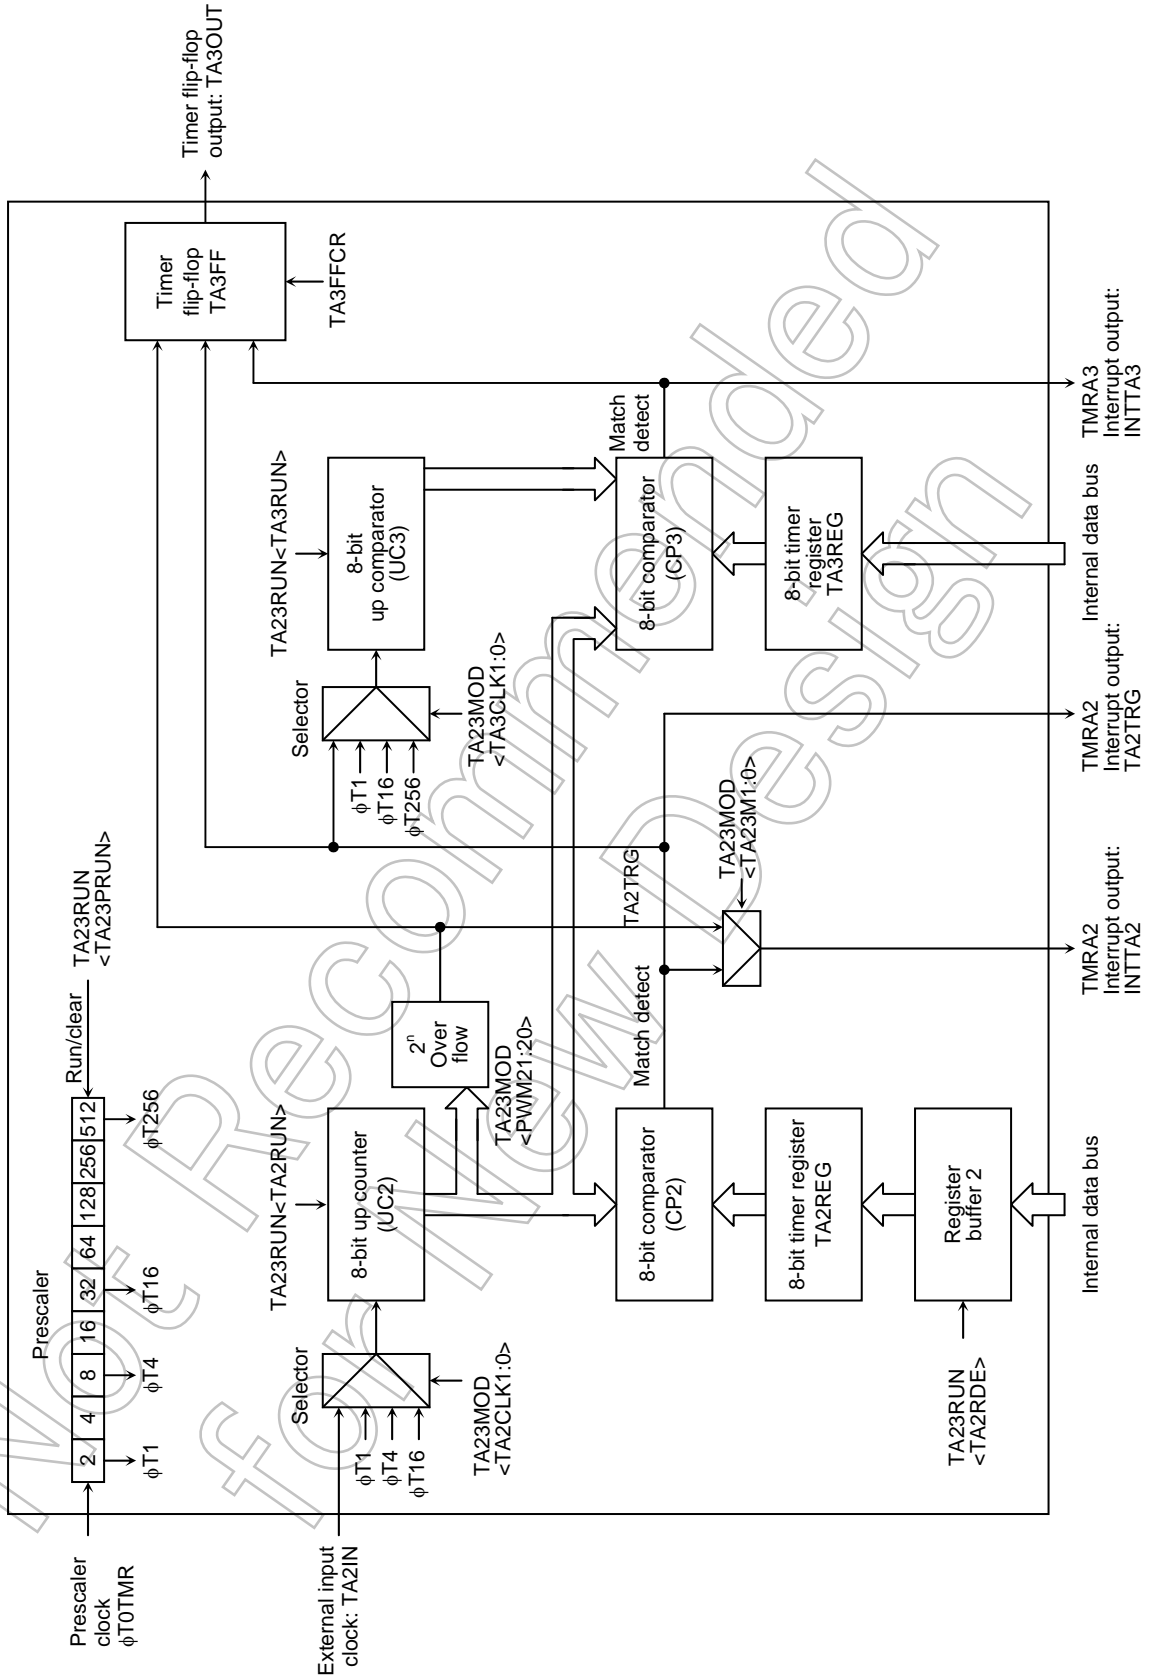 Prescaler
clock
ϕT0TMR
Prescaler
2 4 8 16 32 64 128 256 512
Run/clear
TA23RUN
<TA23PRUN>
ϕT1
ϕT4
ϕT16
ϕT256
External input
clock: TA2IN
Selector
ϕT1
ϕT4
ϕT16
TA23MOD
<TA2CLK1:0>
TA23RUN<TA2RUN>
8-bit up counter
(UC2)
2n
Over
flow
TA23MOD
<PWM21:20>
Selector
ϕT1
ϕT16
ϕT256
TA23MOD
<TA3CLK1:0>
TA23RUN<TA3RUN>
8-bit
up comparator
(UC3)
Timer
flip-flop
TA3FF
TA3FFCR
Timer flip-flop
output: TA3OUT
8-bit comparator
(CP2)
Match detect
TA2TRG
8-bit comparator
(CP3)
Match
detect
TA23MOD
<TA23M1:0>
8-bit timer register
TA2REG
8-bit timer
register
TA3REG
TA23RUN
<TA2RDE>
Register
buffer 2
Internal data bus
TMRA2
Interrupt output:
INTTA2
TMRA2
Interrupt output:
TA2TRG
Internal data bus
TMRA3
Interrupt output:
INTTA3
Not Recommended
for New Design